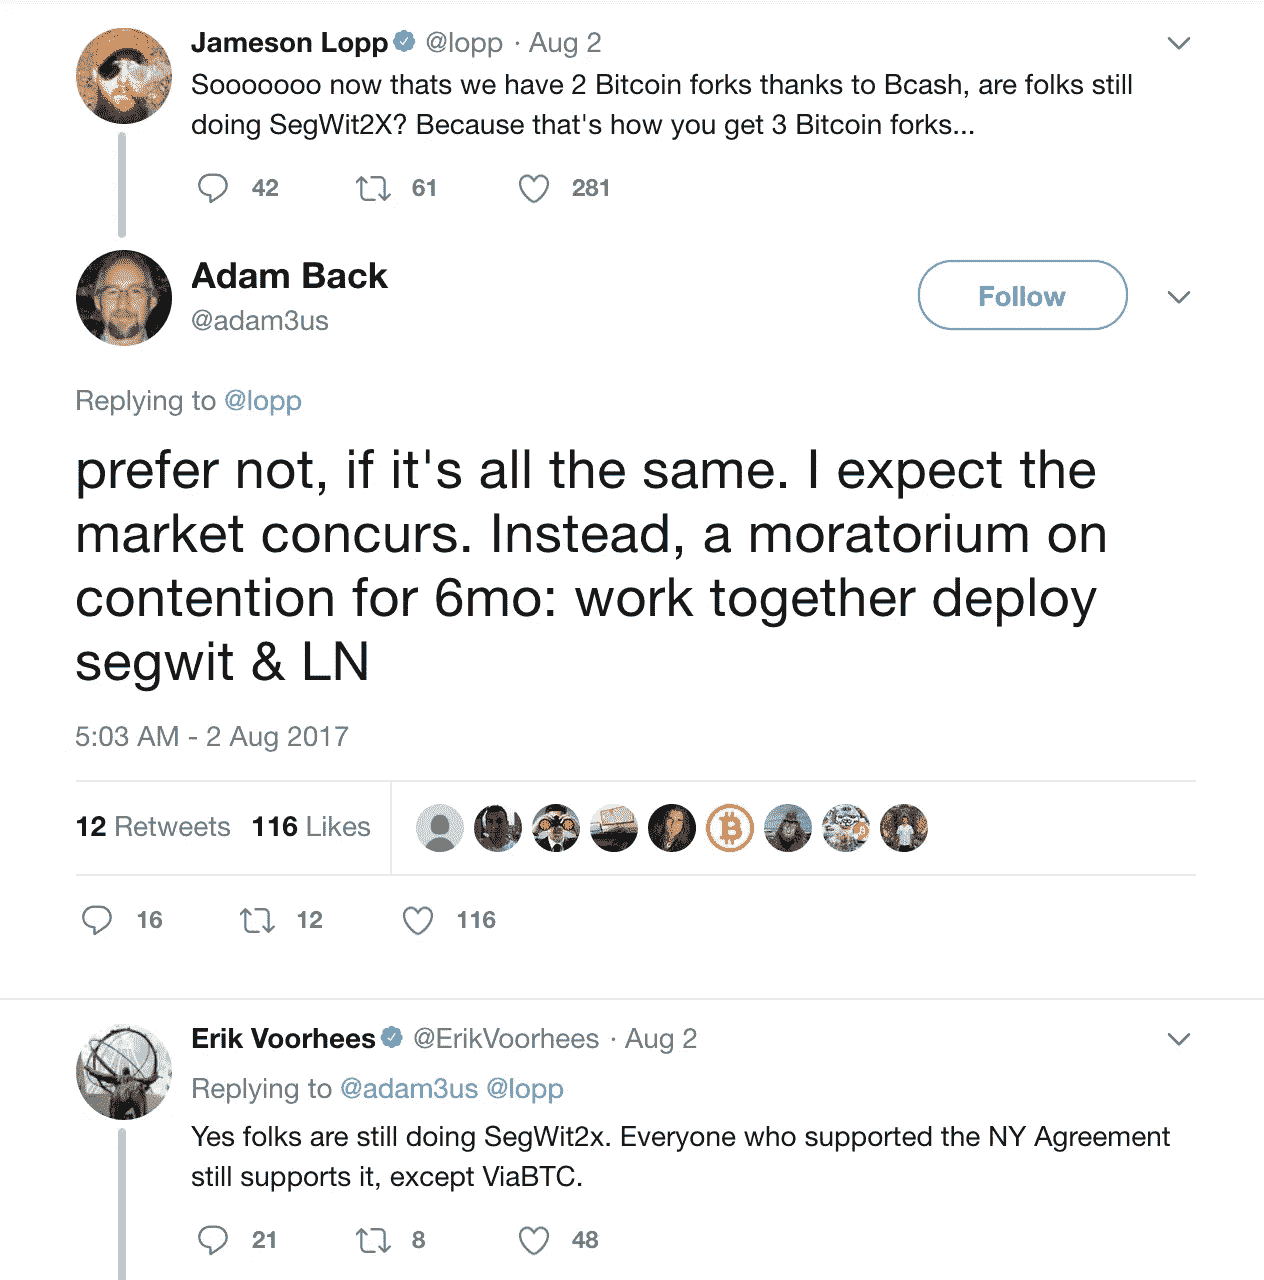 Jameson Lopp @lopp · Aug 2
Sooooooo now thats we have 2 Bitcoin forks thanks to Bcash, are folks still
doing SegWit2X? Because that's how you get 3 Bitcoin forks...
42 61 281
Adam Back
@adam3us
Follow
Replying to @lopp
prefer not, if it's all the same. I expect the
market concurs. Instead, a moratorium on
contention for 6mo: work together deploy
segwit & LN
5:03 AM - 2 Aug 2017
12 Retweets 116 Likes
16 12 116
Erik Voorhees @ErikVoorhees · Aug 2
Replying to @adam3us @lopp
Yes folks are still doing SegWit2x. Everyone who supported the NY Agreement
still supports it, except ViaBTC.
21 8 48